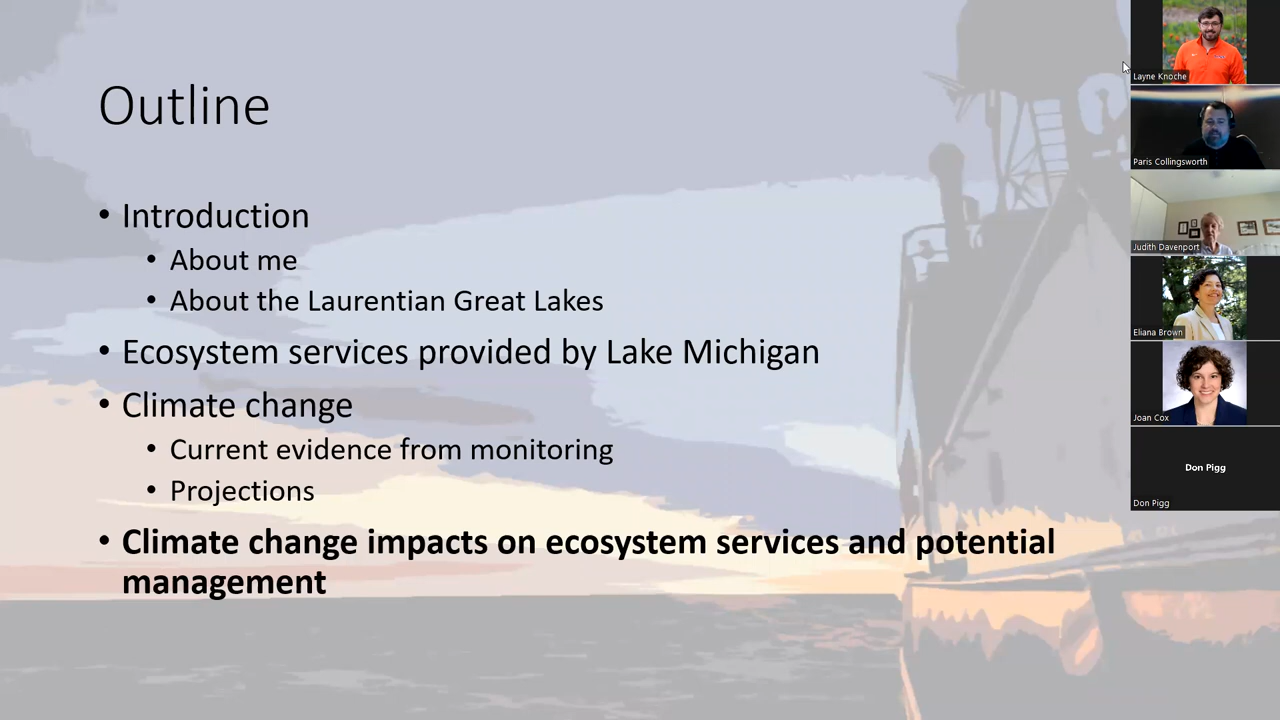 Outline
• Introduction
• About me
• About the Laurentian Great Lakes
• Ecosystem services provided by Lake Michigan
• Climate change
• Current evidence from monitoring
• Projections
• Climate change impacts on ecosystem services and potential
management
Layne Knoche
Paris Collingsworth
Judith Davenport
Eliana Brown
Joan Cox
Don Pigg
Don Pigg